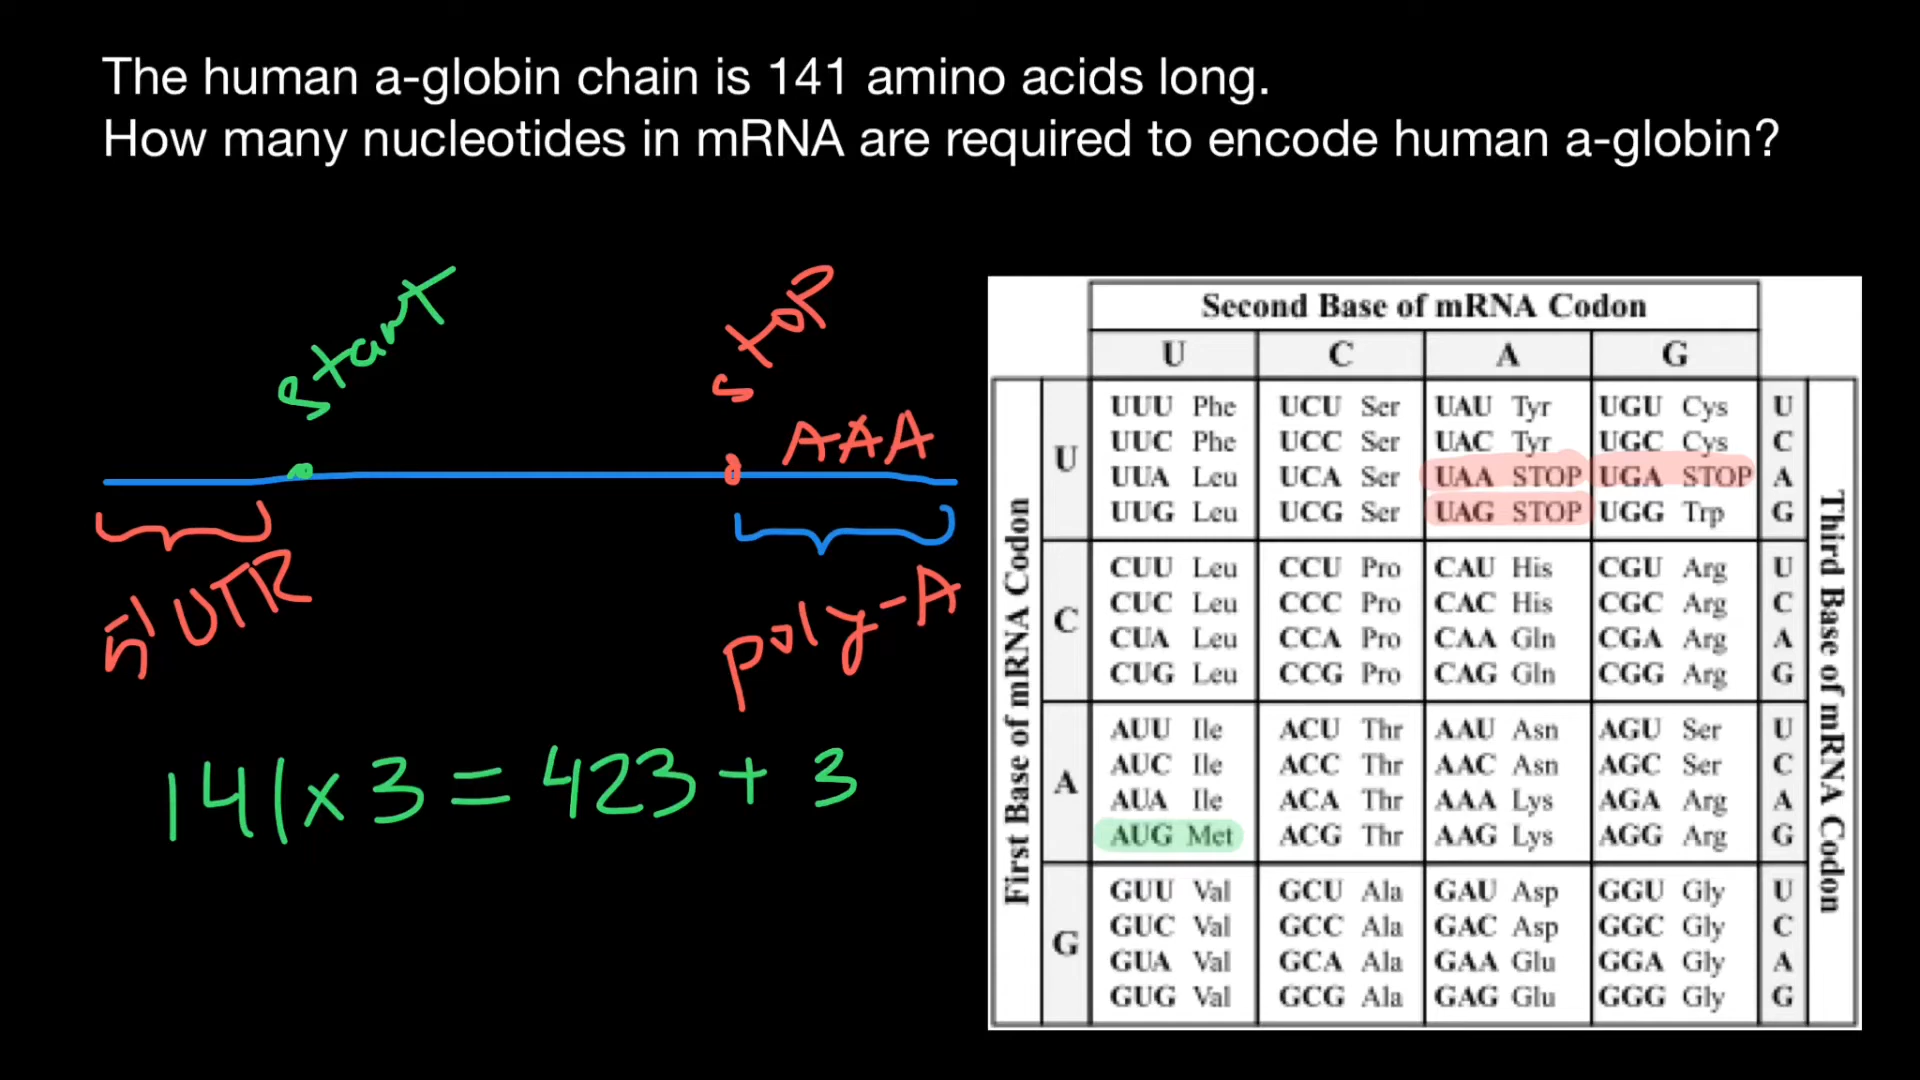 The human a-globin chain is 141 amino acids long.
How many nucleotides in mRNA are required to encode human a-globin?
start
stop
AAA
5' UTR
poly-A
141 x 3 = 423 + 3
Second Base of mRNA Codon
U C A G
First Base of mRNA Codon
Third Base of mRNA Codon
U
UUU Phe UCU Ser UAU Tyr UGU Cys U
UUC Phe UCC Ser UAC Tyr UGC Cys C
UUA Leu UCA Ser UAA STOP UGA STOP A
UUG Leu UCG Ser UAG STOP UGG Trp G
C
CUU Leu CCU Pro CAU His CGU Arg U
CUC Leu CCC Pro CAC His CGC Arg C
CUA Leu CCA Pro CAA Gln CGA Arg A
CUG Leu CCG Pro CAG Gln CGG Arg G
A
AUU Ile ACU Thr AAU Asn AGU Ser U
AUC Ile ACC Thr AAC Asn AGC Ser C
AUA Ile ACA Thr AAA Lys AGA Arg A
AUG Met ACG Thr AAG Lys AGG Arg G
G
GUU Val GCU Ala GAU Asp GGU Gly U
GUC Val GCC Ala GAC Asp GGC Gly C
GUA Val GCA Ala GAA Glu GGA Gly A
GUG Val GCG Ala GAG Glu GGG Gly G